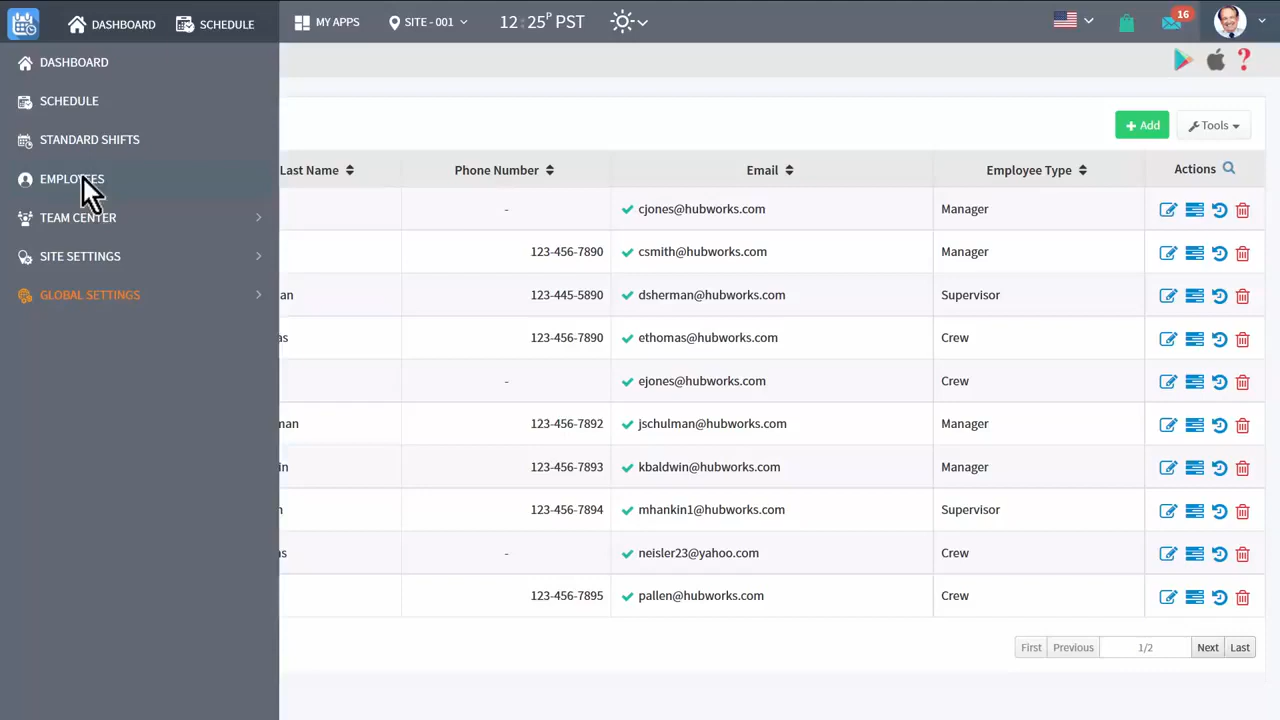 DASHBOARD SCHEDULE MY APPS SITE - 001 12:25P PST 16
DASHBOARD
SCHEDULE
STANDARD SHIFTS
EMPLOYEES
TEAM CENTER
SITE SETTINGS
GLOBAL SETTINGS
+ Add Tools
Last Name Phone Number Email Employee Type Actions
- cjones@hubworks.com Manager
123-456-7890 csmith@hubworks.com Manager
an 123-445-5890 dsherman@hubworks.com Supervisor
as 123-456-7890 ethomas@hubworks.com Crew
- ejones@hubworks.com Crew
man 123-456-7892 jschulman@hubworks.com Manager
in 123-456-7893 kbaldwin@hubworks.com Manager
n 123-456-7894 mhankin1@hubworks.com Supervisor
as - neisler23@yahoo.com Crew
123-456-7895 pallen@hubworks.com Crew
First Previous 1/2 Next Last